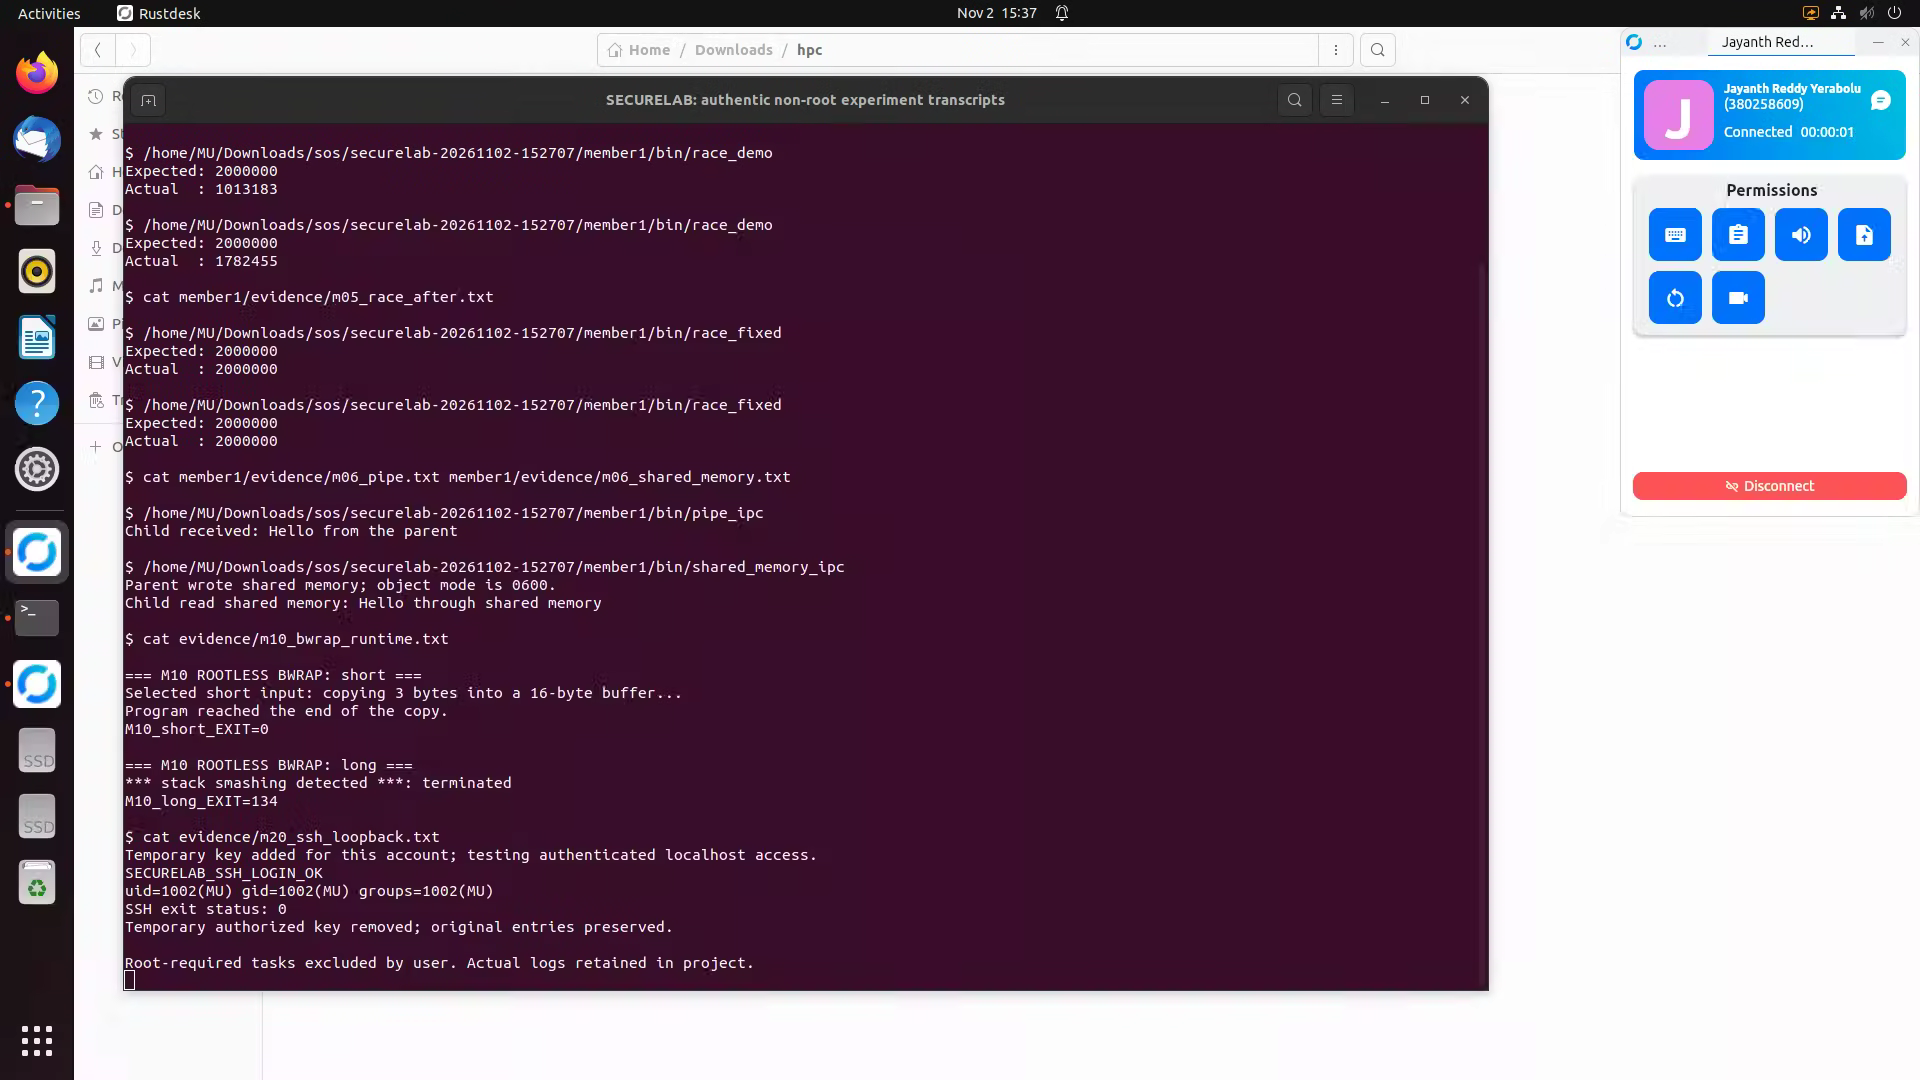 Activities
Rustdesk
Nov 2 15:37
Home / Downloads / hpc
SECURELAB: authentic non-root experiment transcripts
$ /home/MU/Downloads/sos/securelab-20261102-152707/member1/bin/race_demo
Expected: 2000000
Actual  : 1013183
$ /home/MU/Downloads/sos/securelab-20261102-152707/member1/bin/race_demo
Expected: 2000000
Actual  : 1782455
$ cat member1/evidence/m05_race_after.txt
$ /home/MU/Downloads/sos/securelab-20261102-152707/member1/bin/race_fixed
Expected: 2000000
Actual  : 2000000
$ /home/MU/Downloads/sos/securelab-20261102-152707/member1/bin/race_fixed
Expected: 2000000
Actual  : 2000000
$ cat member1/evidence/m06_pipe.txt member1/evidence/m06_shared_memory.txt
$ /home/MU/Downloads/sos/securelab-20261102-152707/member1/bin/pipe_ipc
Child received: Hello from the parent
$ /home/MU/Downloads/sos/securelab-20261102-152707/member1/bin/shared_memory_ipc
Parent wrote shared memory; object mode is 0600.
Child read shared memory: Hello through shared memory
$ cat evidence/m10_bwrap_runtime.txt
=== M10 ROOTLESS BWRAP: short ===
Selected short input: copying 3 bytes into a 16-byte buffer...
Program reached the end of the copy.
M10_short_EXIT=0
=== M10 ROOTLESS BWRAP: long ===
*** stack smashing detected ***: terminated
M10_long_EXIT=134
$ cat evidence/m20_ssh_loopback.txt
Temporary key added for this account; testing authenticated localhost access.
SECURELAB_SSH_LOGIN_OK
uid=1002(MU) gid=1002(MU) groups=1002(MU)
SSH exit status: 0
Temporary authorized key removed; original entries preserved.
Root-required tasks excluded by user. Actual logs retained in project.
SSD
SSD
... Jayanth Red...
J
Jayanth Reddy Yerabolu
(380258609)
Connected 00:00:01
Permissions
Disconnect